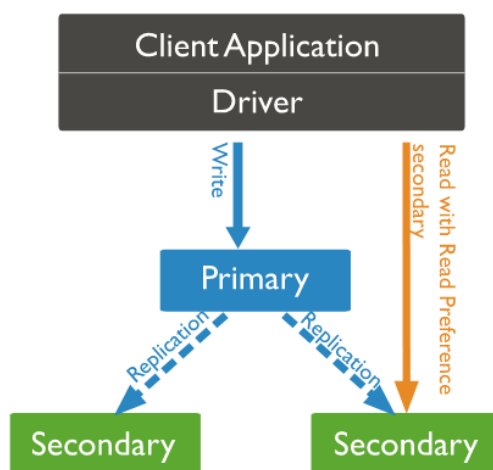 Client Application
Driver
Write
Read with Read Preference
secondary
Primary
Replication
Replication
Secondary
Secondary